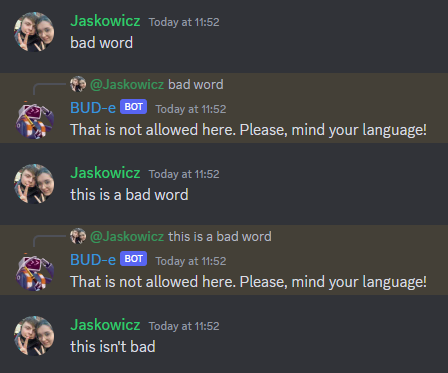 Jaskowicz Today at 11:52
bad word
@Jaskowicz bad word
BUD-e BOT Today at 11:52
That is not allowed here. Please, mind your language!
Jaskowicz Today at 11:52
this is a bad word
@Jaskowicz this is a bad word
BUD-e BOT Today at 11:52
That is not allowed here. Please, mind your language!
Jaskowicz Today at 11:52
this isn't bad